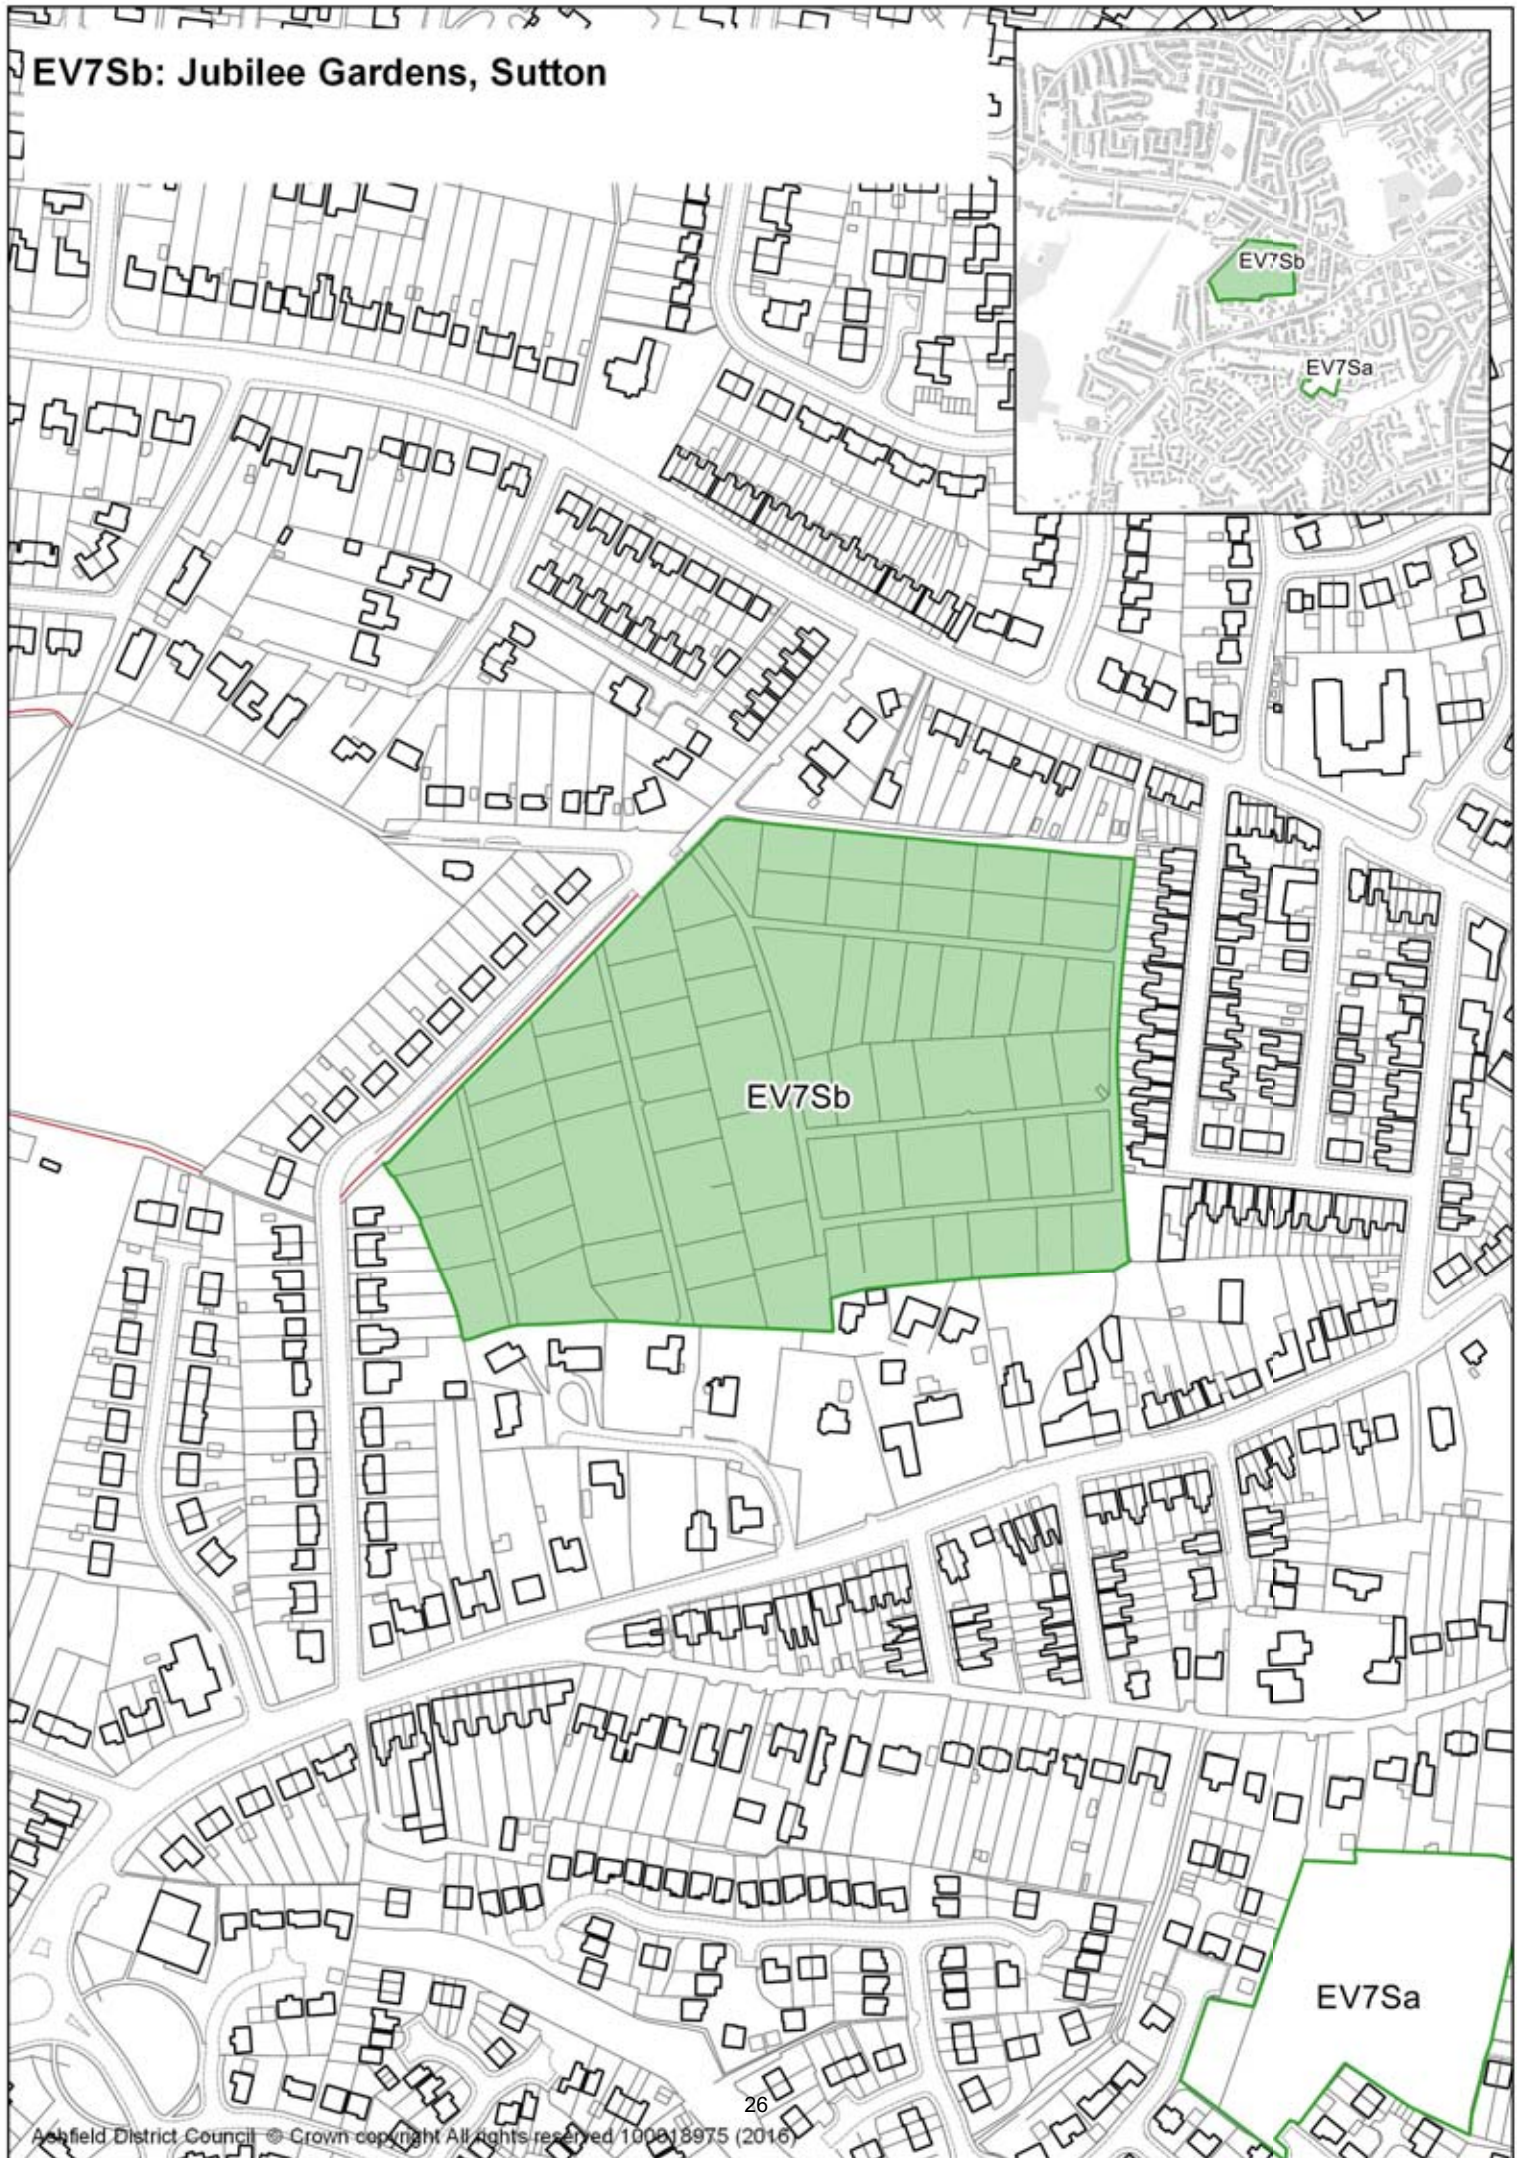 EV7Sb: Jubilee Gardens, Sutton
EV7Sb
EV7Sa
EV7Sb
EV7Sa
26
Ashfield District Council © Crown copyright All rights reserved 100018975 (2016)